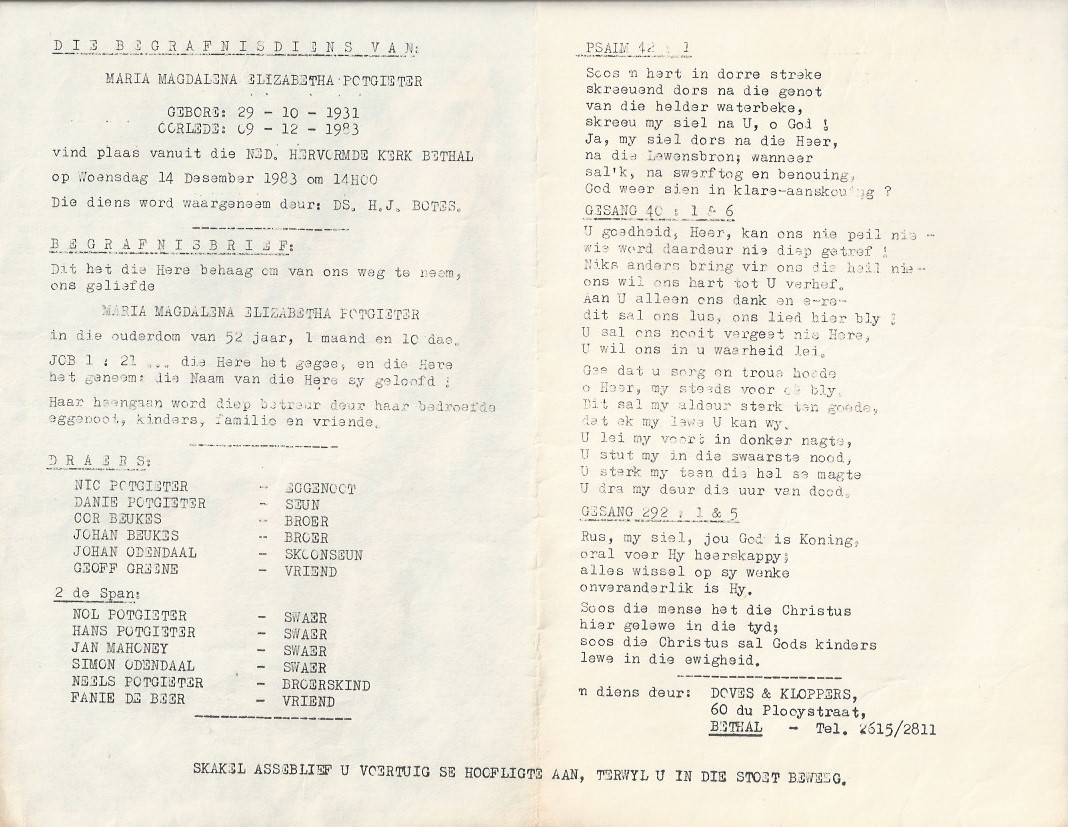 DIE BEGRAFNISDIENS VAN:
MARIA MAGDALENA ELIZABETHA POTGIETER
GEBORE: 29 - 10 - 1931
OORLEDE: 09 - 12 - 1983
vind plaas vanuit die NED. HERVORMDE KERK BETHAL
op Woensdag 14 Desember 1983 om 14H00
Die diens word waargeneem deur: DS. H.J. BOTES.
BEGRAFNISBRIEF:
Dit het die Here behaag om van ons weg te neem,
ons geliefde
MARIA MAGDALENA ELIZABETHA POTGIETER
in die ouderdom van 52 jaar, 1 maand en 10 dae.
JOB 1 : 21 ... die Here het gegee, en die Here
het geneem: die Naam van die Here sy geloofd !
Haar heengaan word diep betreur deur haar bedroefde
eggenoot, kinders, familie en vriende.
DRAERS:
NIC POTGIETER -- EGGENOOT
DANIE POTGIETER - SEUN
COR BEUKES -- BROER
JOHAN BEUKES - BROER
JOHAN ODENDAAL - SKOONSEUN
GEOFF GREENE - VRIEND
2 de Span:
NOL POTGIETER - SWAER
HANS POTGIETER - SWAER
JAN MAHONEY - SWAER
SIMON ODENDAAL - SWAER
NEELS POTGIETER - BROERSKIND
FANIE DE BEER - VRIEND
PSAIM 42 : 1
Soos 'n hert in dorre streke
skreeuend dors na die genot
van die helder waterbeke,
skreeu my siel na U, o God !
Ja, my siel dors na die Heer,
na die Lewensbron; wanneer
sal'k, na swerftog en benouing,
God weer sien in klare-aanskouing ?
GESANG 40 : 1 & 6
U goedheid, Heer, kan ons nie peil nie -
wie word daardeur nie diep getref !
Niks anders bring vir ons die heil nie--
ons wil ons hart tot U verhef.
Aan U alleen ons dank en e-re-
dit sal ons lus, ons lied hier bly !
U sal ons nooit vergeet nie Here,
U wil ons in u waarheid lei.
Gee dat u sorg en troue hoede
o Heer, my steeds voor bly.
Dit sal my aldeur sterk ten goede,
dat ek my lewe U kan wy.
U lei my voort in donker nagte,
U stut my in die swaarste nood,
U sterk my teen die hel se magte
U dra my deur die uur van dood.
GESANG 292 : 1 & 5
Rus, my siel, jou God is Koning,
oral voer Hy heerskappy;
alles wissel op sy wenke
onveranderlik is Hy.
Soos die mense het die Christus
hier gelewe in die tyd;
soos die Christus sal Gods kinders
lewe in die ewigheid.
'n diens deur: DOVES & KLOPPERS,
60 du Plooystraat,
BETHAL - Tel. 2615/2811
SKAKEL ASSEBLIEF U VOERTUIG SE HOOFLIGTE AAN, TERWYL U IN DIE STOET BEWEEG.